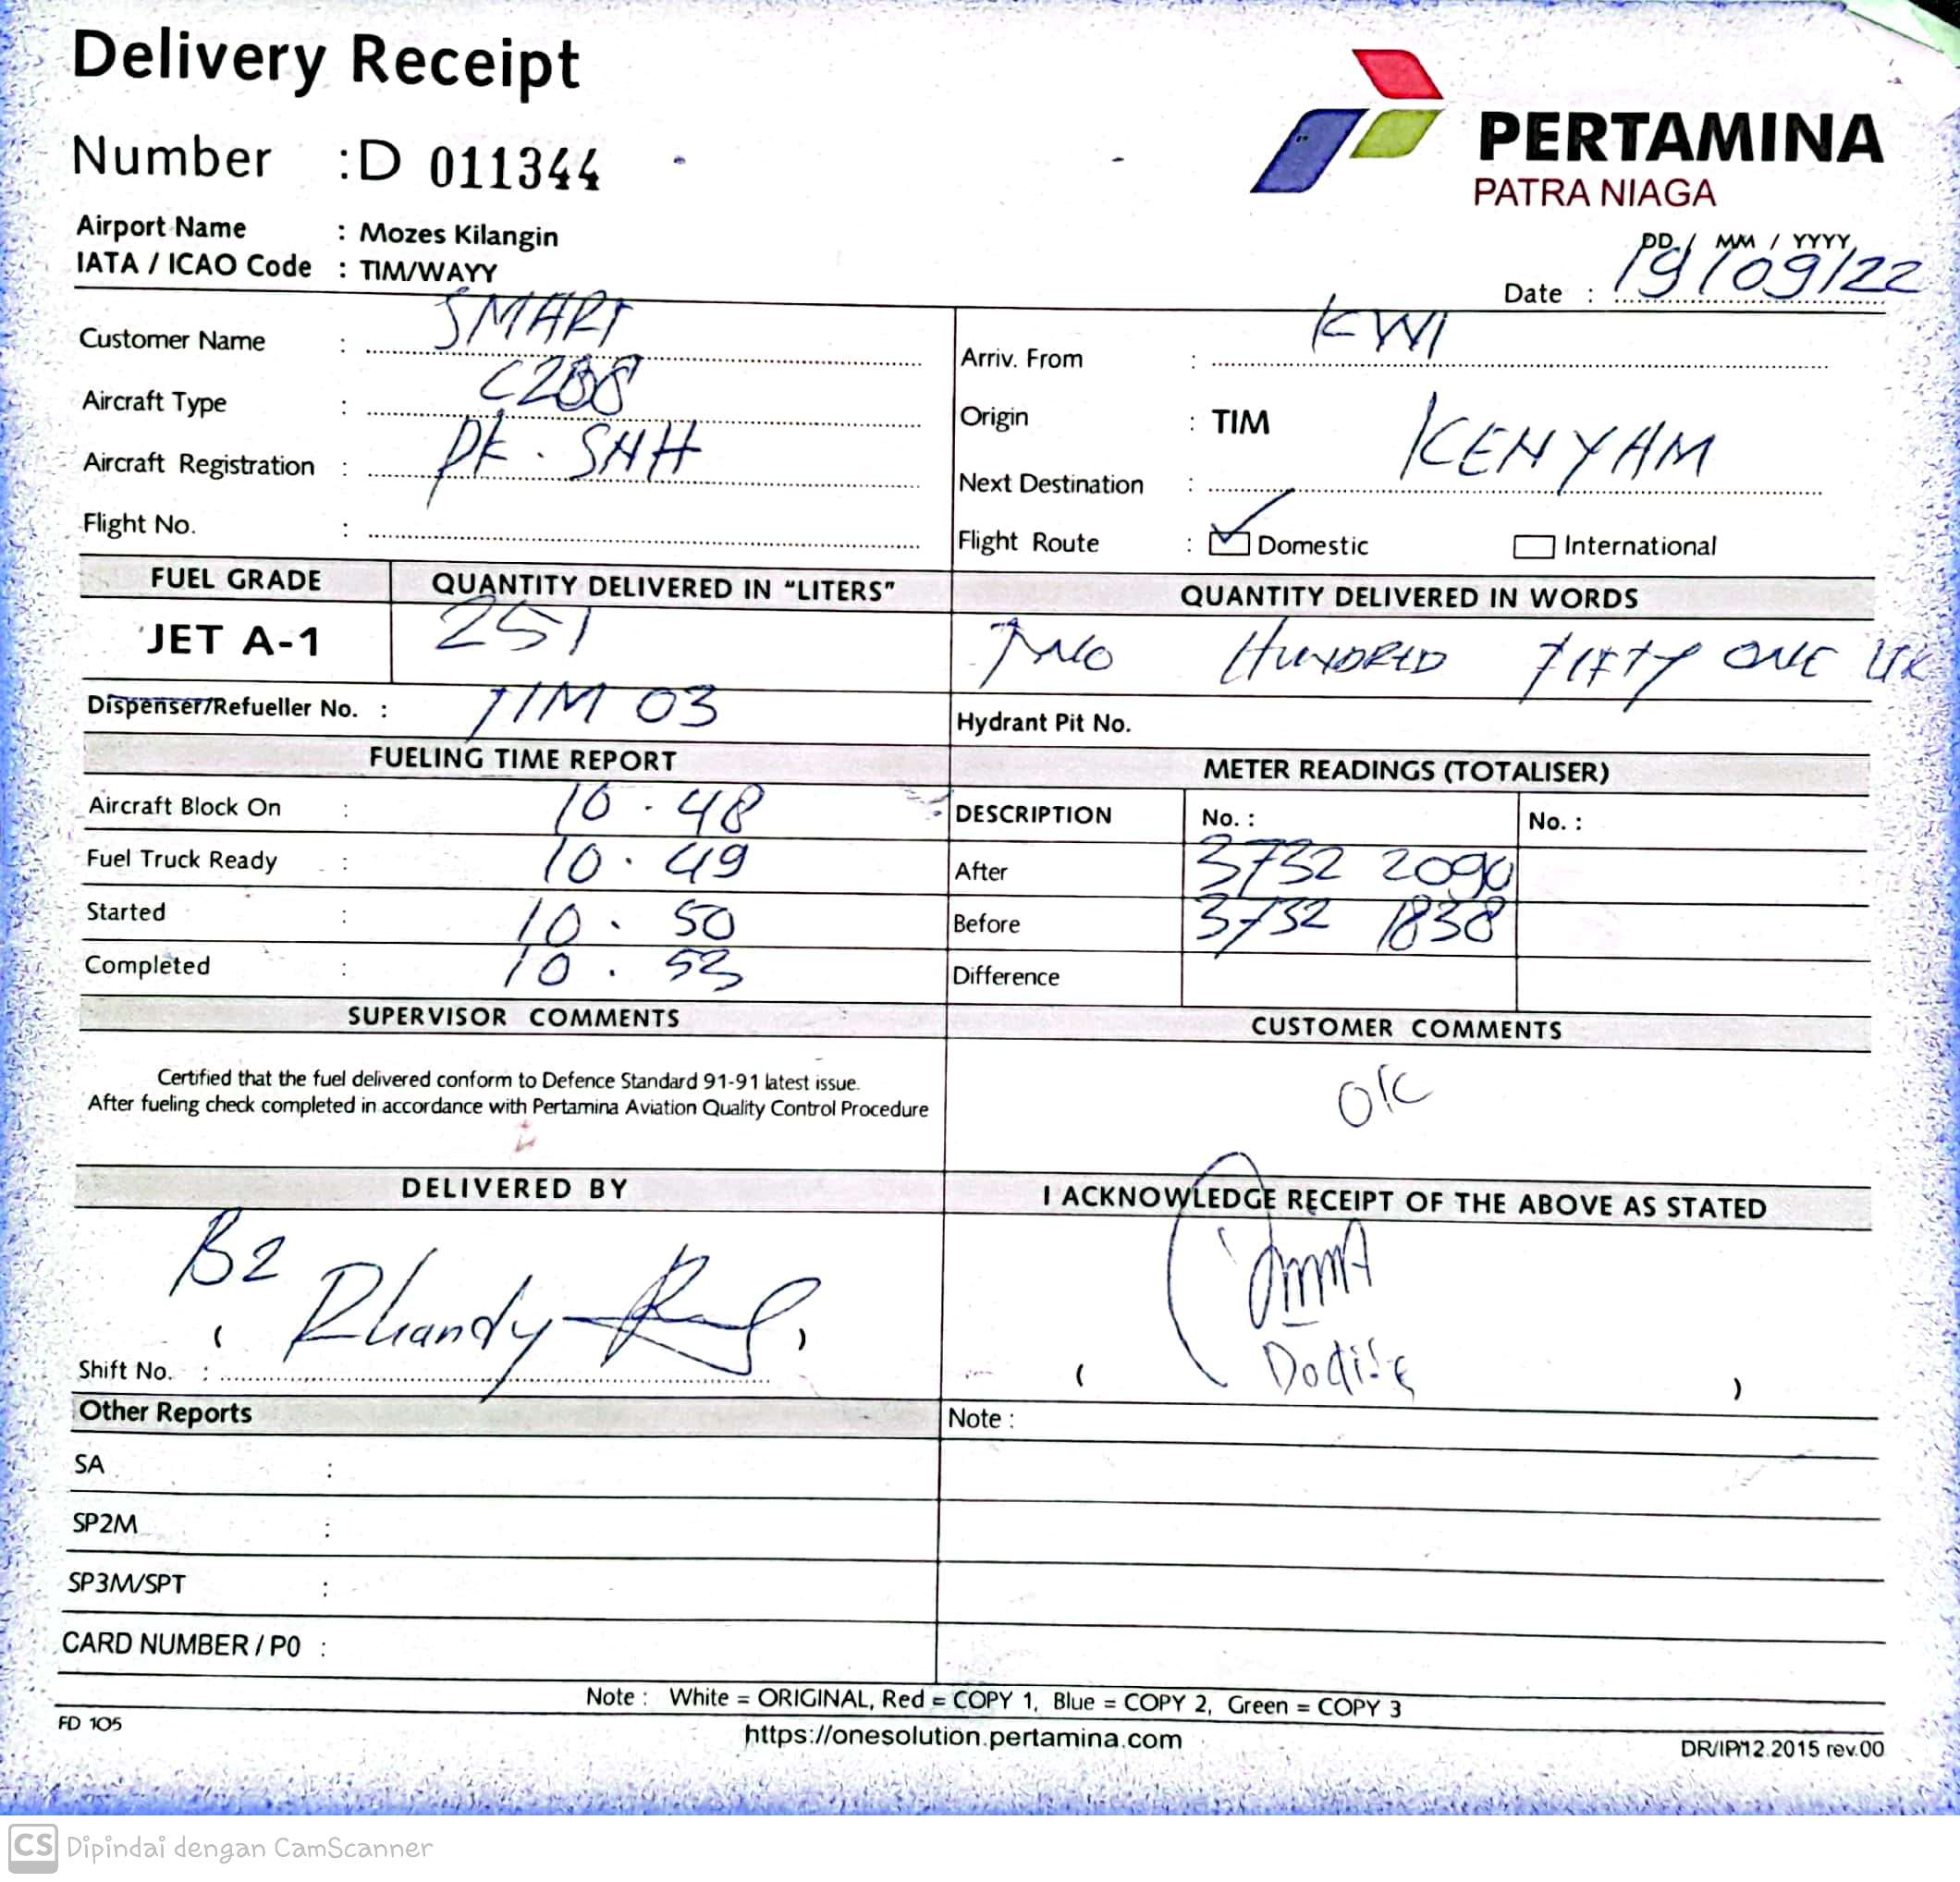 Delivery Receipt
Number : D 011344
PERTAMINA
PATRA NIAGA
Airport Name : Mozes Kilangin
IATA / ICAO Code : TIM/WAYY
DD / MM / YYYY
Date : 19/09/22
Customer Name : SMART
Arriv. From : KWI
Aircraft Type : C208
Origin : TIM
Aircraft Registration : PK. SNH
Next Destination : KENYAM
Flight No. :
Flight Route : Domestic International
FUEL GRADE QUANTITY DELIVERED IN "LITERS" QUANTITY DELIVERED IN WORDS
JET A-1 251 TWO HUNDRED FIFTY ONE LTR
Dispenser/Refueller No. : TIM 03
Hydrant Pit No.
FUELING TIME REPORT METER READINGS (TOTALISER)
Aircraft Block On : 10.48
DESCRIPTION No. : No. :
Fuel Truck Ready : 10.49
After 3732 2090
Started : 10.50
Before 3732 1838
Completed : 10.53
Difference
SUPERVISOR COMMENTS CUSTOMER COMMENTS
Certified that the fuel delivered conform to Defence Standard 91-91 latest issue.
After fueling check completed in accordance with Pertamina Aviation Quality Control Procedure
OK
DELIVERED BY I ACKNOWLEDGE RECEIPT OF THE ABOVE AS STATED
B2
( Rhandy )
( )
Shift No. :
Other Reports Note :
SA :
SP2M :
SP3M/SPT :
CARD NUMBER / P0 :
Note : White = ORIGINAL, Red = COPY 1, Blue = COPY 2, Green = COPY 3
FD 105
https://onesolution.pertamina.com
DR/IPM12.2015 rev.00
CS Dipindai dengan CamScanner